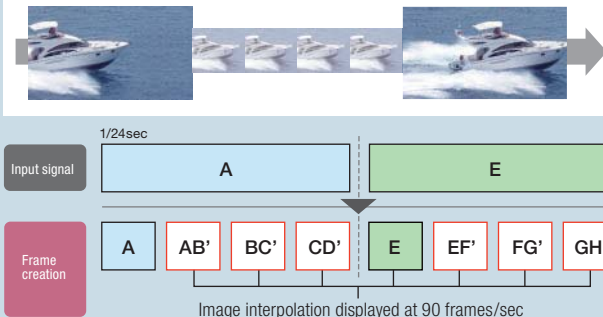 1/24sec
Input signal
A
E
Frame
creation
A
AB’
BC’
CD’
E
EF’
FG’
GH
Image interpolation displayed at 90 frames/sec